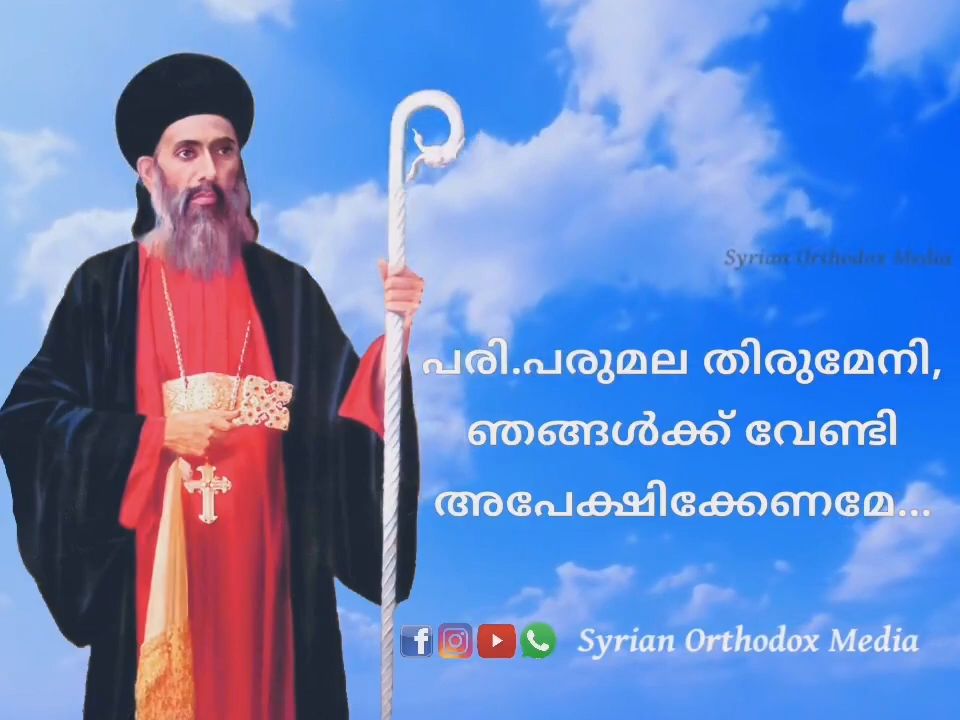 Syrian Orthodox Media
പരി.പരുമല തിരുമേനി,
ഞങ്ങൾക്ക് വേണ്ടി
അപേക്ഷിക്കേണമേ...
Syrian Orthodox Media